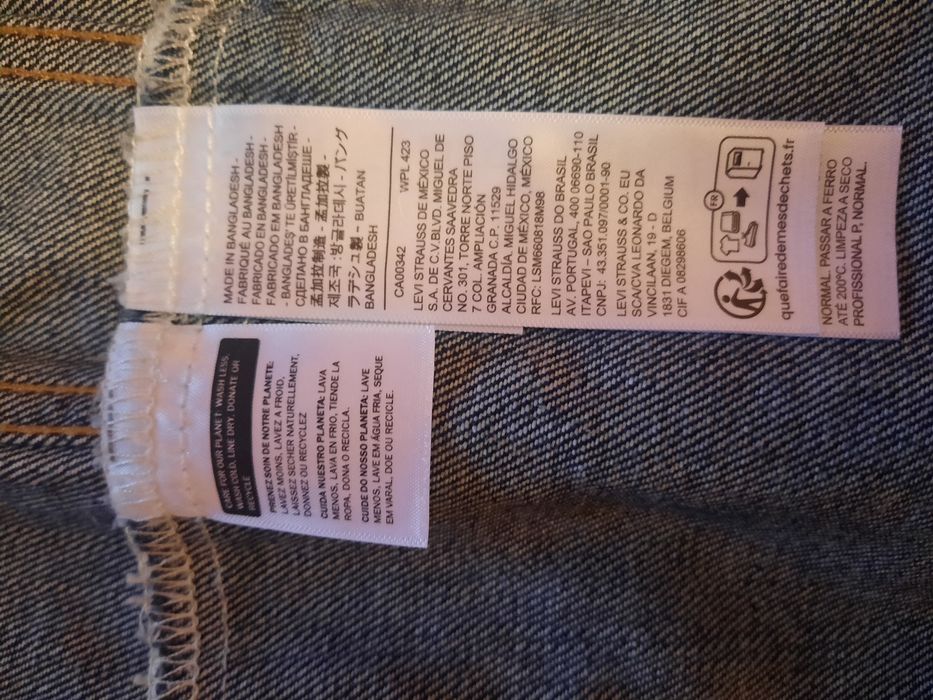 MADE IN BANGLADESH -
FABRIQUÉ AU BANGLADESH -
FABRICADO EN BANGLADESH -
FABRICADO EM BANGLADESH
- BANGLADEŞ'TE ÜRETİLMİŞTİR -
СДЕЛАНО В БАНГЛАДЕШЕ -
孟加拉制造 - 孟加拉製 -
제조국 : 방글라데시 - バング
ラデシュ製 - BUATAN
BANGLADESH
CA00342 WPL 423
LEVI STRAUSS DE MÉXICO
S.A. DE C.V. BLVD. MIGUEL DE
CERVANTES SAAVEDRA
NO. 301, TORRE NORTE PISO
7 COL. AMPLIACIÓN
GRANADA C.P. 11529
ALCALDÍA. MIGUEL HIDALGO
CIUDAD DE MÉXICO, MÉXICO
RFC: LSM660818M98
LEVI STRAUSS DO BRASIL
AV. PORTUGAL, 400 06690-110
ITAPEVI – SAO PAULO BRASIL
CNPJ: 43.351.097/0001-90
LEVI STRAUSS & CO. EU
SCA/CVA LEONARDO DA
VINCILAAN, 19 - D
1831 DIEGEM, BELGIUM
CIF A 08298606
FR
quefairedemesdechets.fr
NORMAL. PASSAR A FERRO
ATÉ 200ºC. LIMPEZA A SECO
PROFISSIONAL P, NORMAL.
CARE FOR OUR PLANET: WASH LESS,
WASH COLD, LINE DRY, DONATE OR
RECYCLE
PRENEZ SOIN DE NOTRE PLANETE:
LAVEZ MOINS, LAVEZ A FROID,
LAISSEZ SECHER NATURELLEMENT,
DONNEZ OU RECYCLEZ
CUIDA NUESTRO PLANETA: LAVA
MENOS, LAVA EN FRIO, TIENDE LA
ROPA, DONA O RECICLA.
CUIDE DO NOSSO PLANETA: LAVE
MENOS, LAVE EM ÁGUA FRIA, SEQUE
EM VARAL, DOE OU RECICLE.